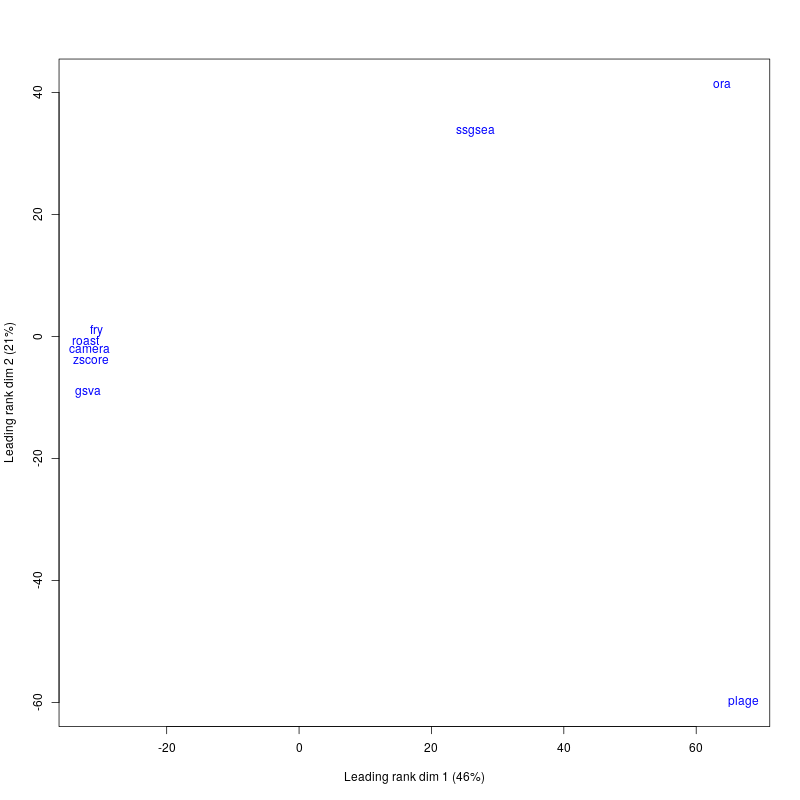 ora
ssgsea
fry
roast
camera
zscore
gsva
plage
40
20
0
-20
-40
-60
Leading rank dim 2 (21%)
-20
0
20
40
60
Leading rank dim 1 (46%)